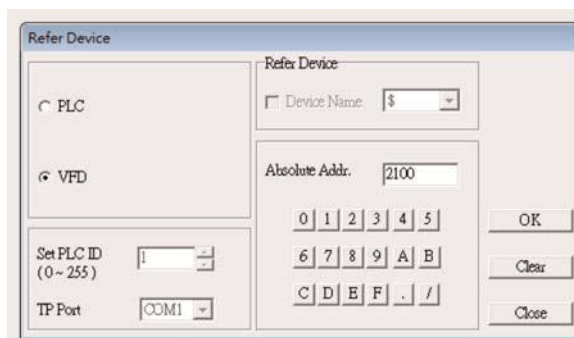 Refer Device
PLC
VFD
Set PLC ID
( 0 ~ 255 )
1
TP Port
COM1
Refer Device
Device Name
$
Absolute Addr.
2100
0 1 2 3 4 5
6 7 8 9 A B
C D E F . /
OK
Clear
Close